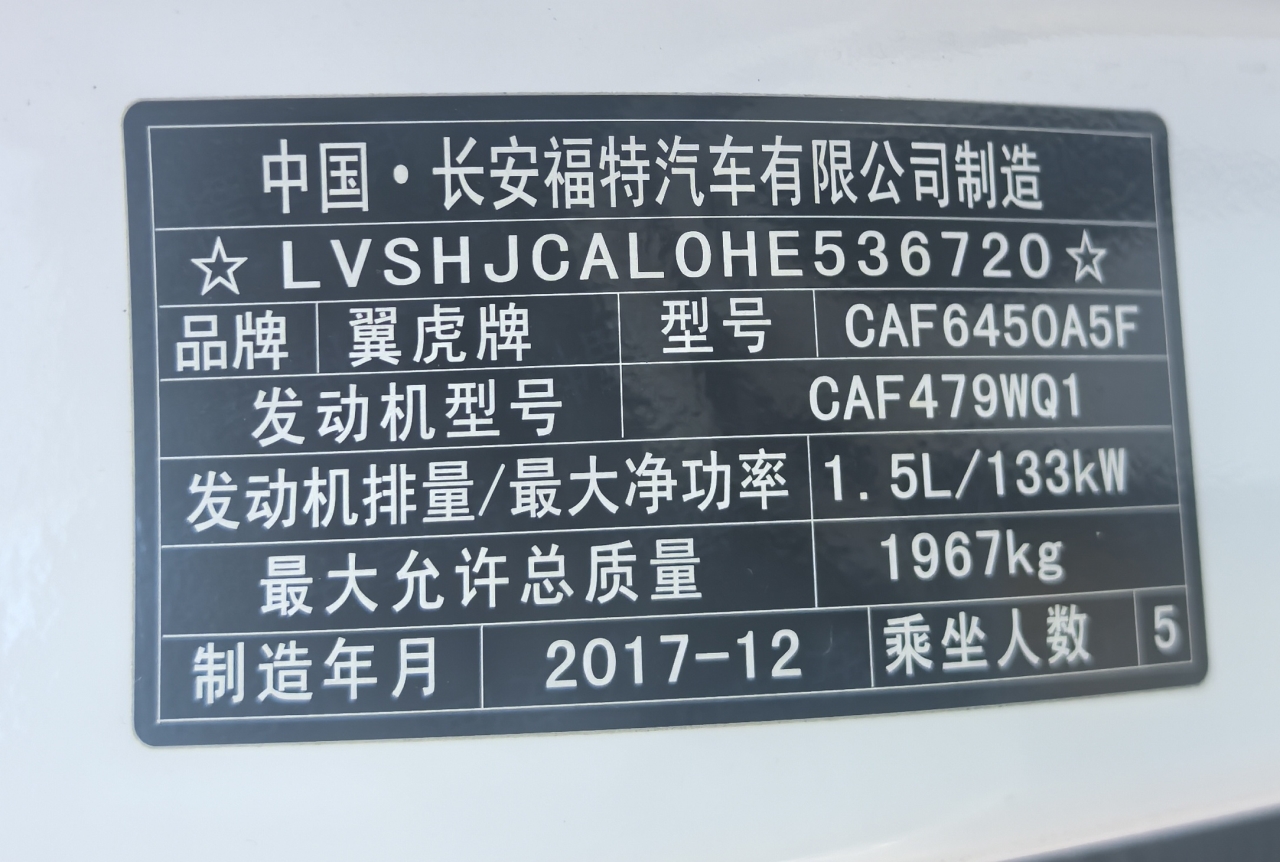 中国·长安福特汽车有限公司制造
☆LVSHJCAL0HE536720☆
品牌 翼虎牌 型号 CAF6450A5F
发动机型号 CAF479WQ1
发动机排量/最大净功率 1.5L/133kW
最大允许总质量 1967kg
制造年月 2017-12 乘坐人数 5